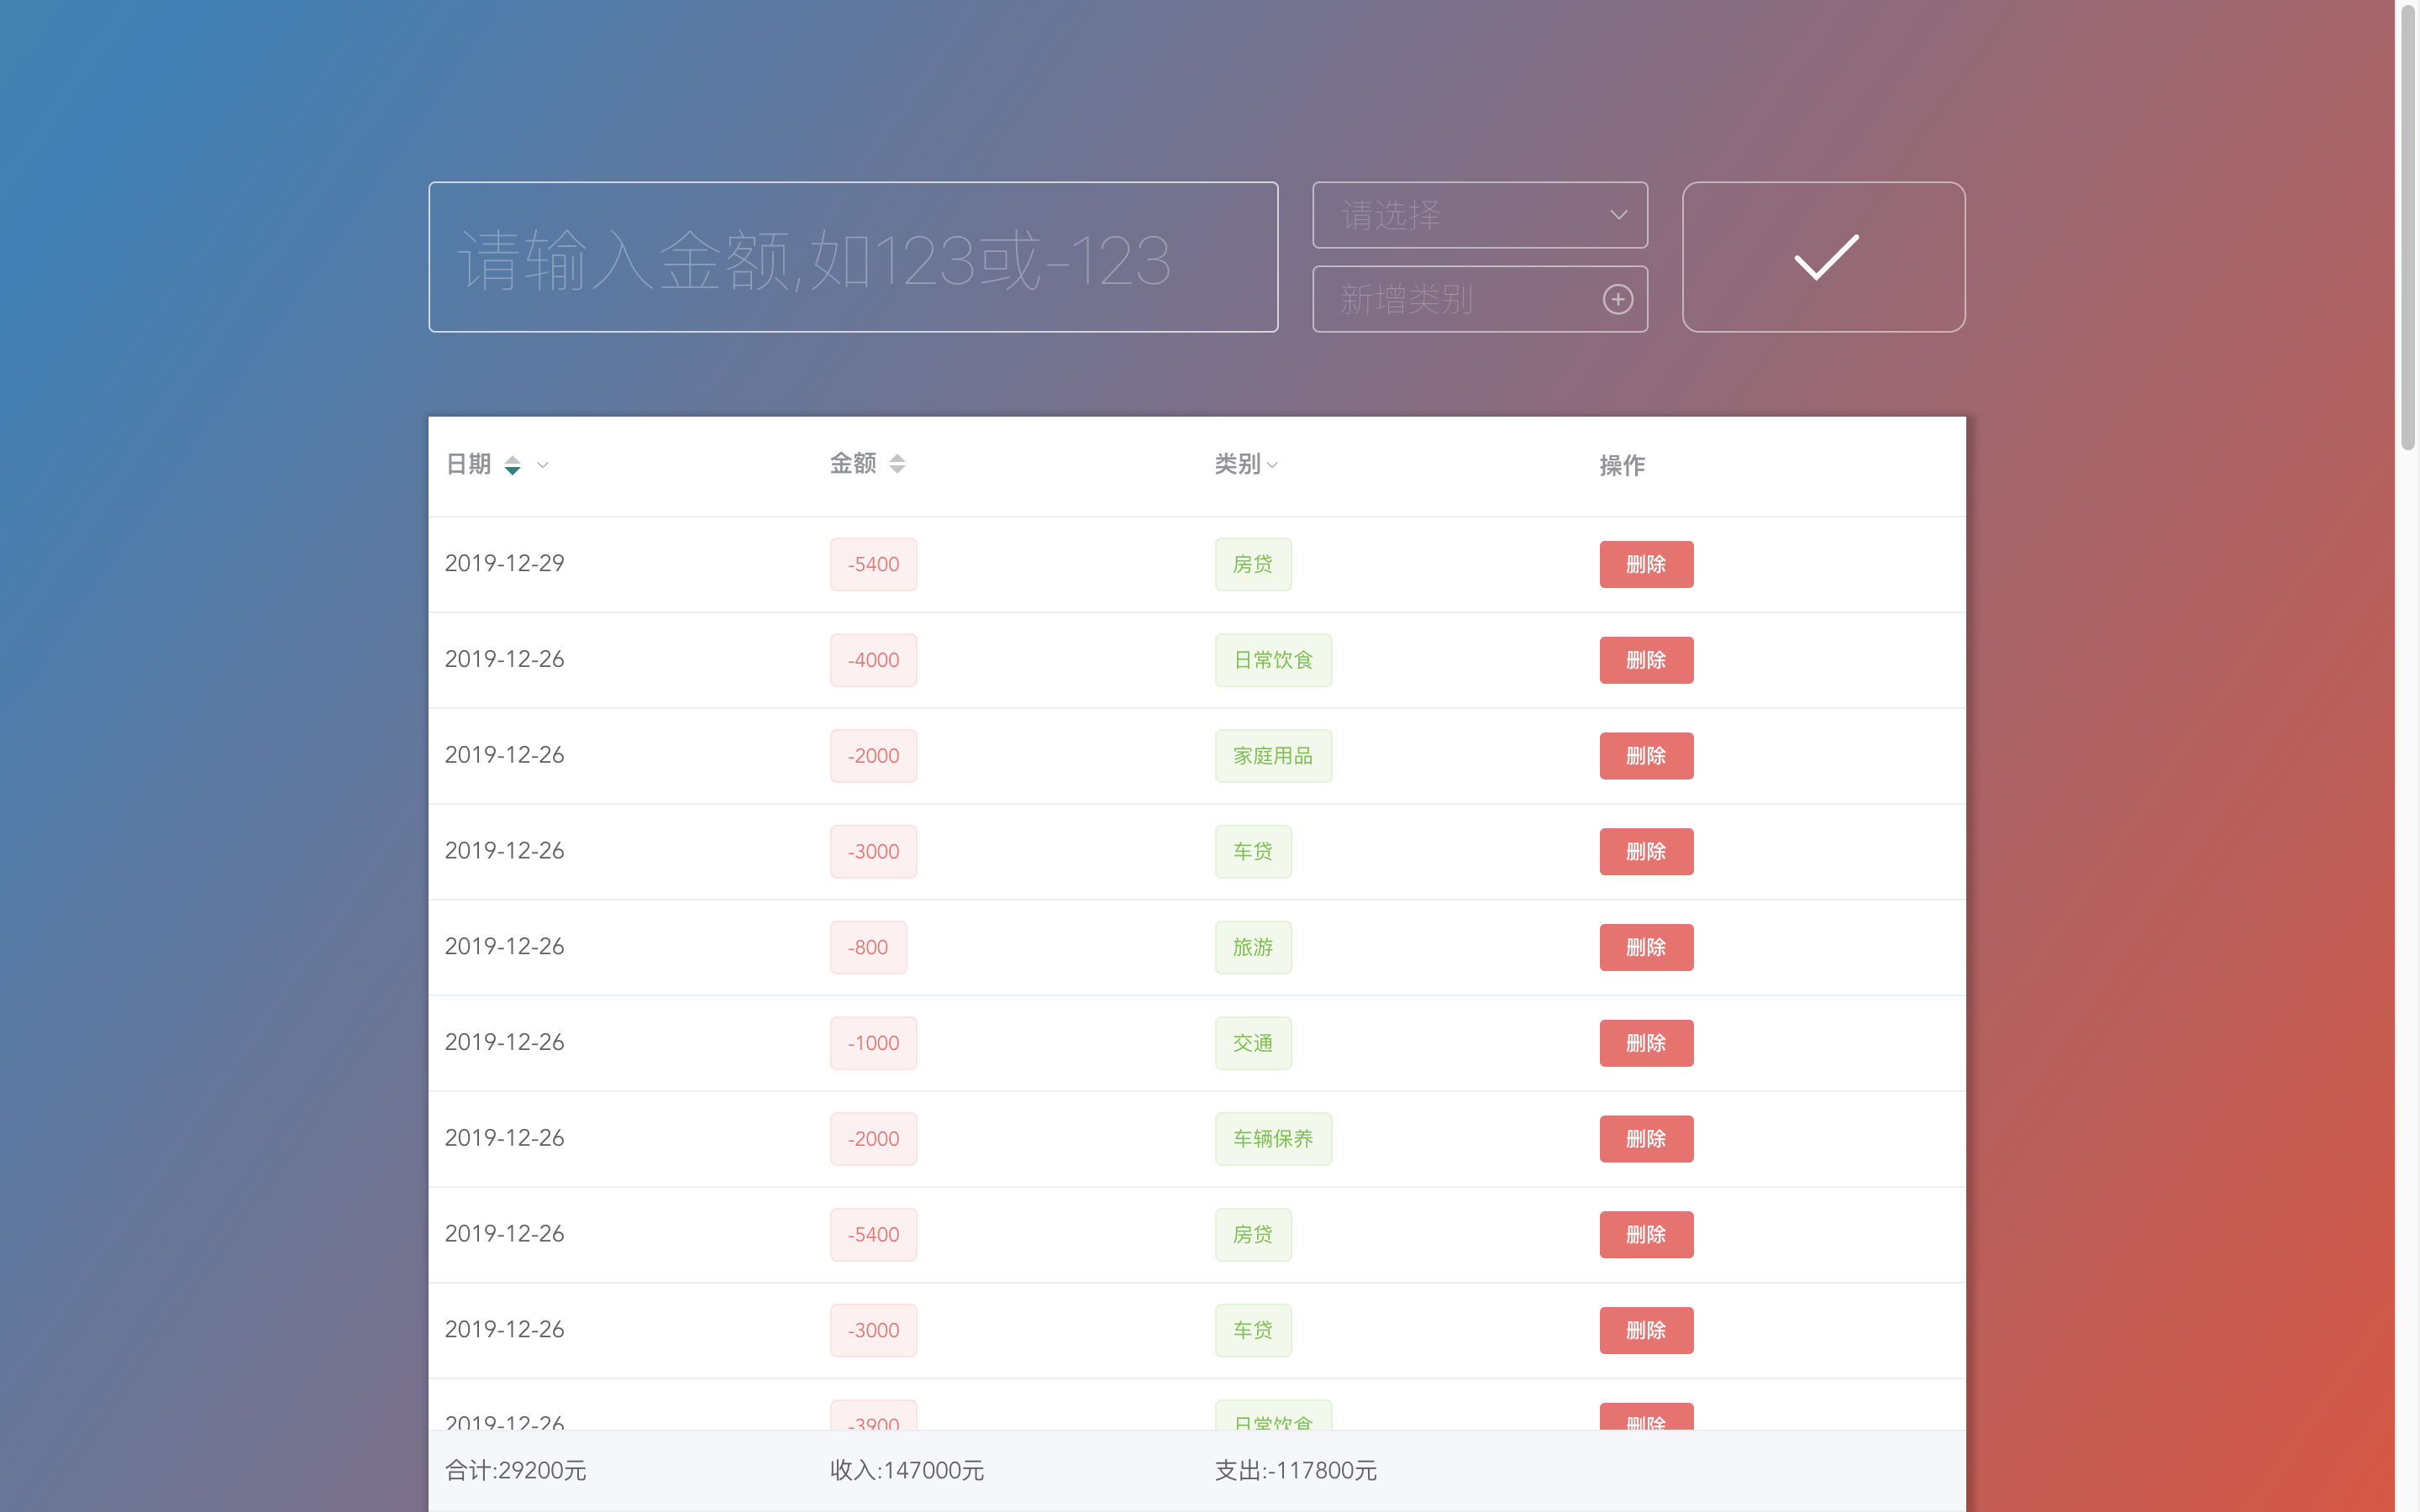 请输入金额,如123或-123
请选择
新增类别
日期 金额 类别 操作
2019-12-29 -5400 房贷 删除
2019-12-26 -4000 日常饮食 删除
2019-12-26 -2000 家庭用品 删除
2019-12-26 -3000 车贷 删除
2019-12-26 -800 旅游 删除
2019-12-26 -1000 交通 删除
2019-12-26 -2000 车辆保养 删除
2019-12-26 -5400 房贷 删除
2019-12-26 -3000 车贷 删除
2019-12-26 -3900 日常饮食 删除
合计:29200元 收入:147000元 支出:-117800元